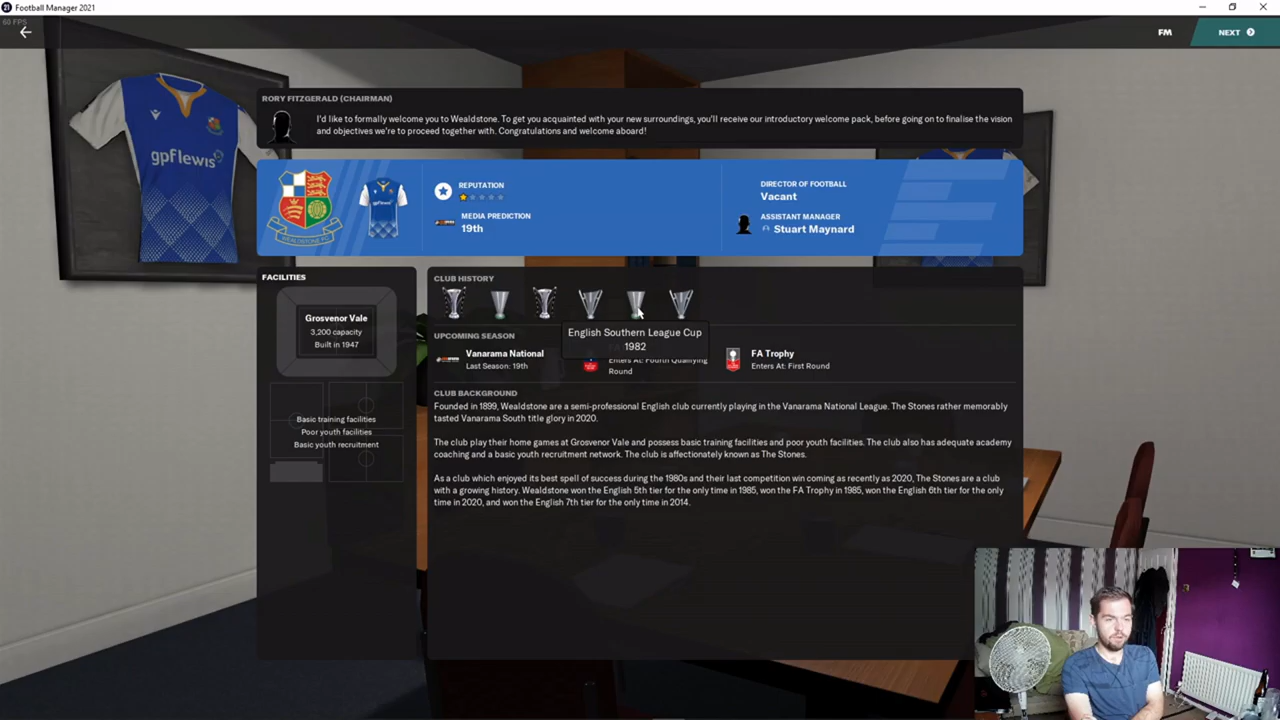 21 Football Manager 2021
60 FPS
FM
NEXT
RORY FITZGERALD (CHAIRMAN)
I'd like to formally welcome you to Wealdstone. To get you acquainted with your new surroundings, you'll receive our introductory welcome pack, before going on to finalise the vision
and objectives we're to proceed together with. Congratulations and welcome aboard!
gpflewis
REPUTATION
MEDIA PREDICTION
19th
DIRECTOR OF FOOTBALL
Vacant
ASSISTANT MANAGER
Stuart Maynard
FACILITIES
Grosvenor Vale
3,200 capacity
Built in 1947
Basic training facilities
Poor youth facilities
Basic youth recruitment
CLUB HISTORY
English Southern League Cup
1982
UPCOMING SEASON
Vanarama National
Last Season: 19th
Enters At: Fourth Qualifying
Round
FA Trophy
Enters At: First Round
CLUB BACKGROUND
Founded in 1899, Wealdstone are a semi-professional English club currently playing in the Vanarama National League. The Stones rather memorably
tasted Vanarama South title glory in 2020.
The club play their home games at Grosvenor Vale and possess basic training facilities and poor youth facilities. The club also has adequate academy
coaching and a basic youth recruitment network. The club is affectionately known as The Stones.
As a club which enjoyed its best spell of success during the 1980s and their last competition win coming as recently as 2020, The Stones are a club
with a growing history. Wealdstone won the English 5th tier for the only time in 1985, won the FA Trophy in 1985, won the English 6th tier for the only
time in 2020, and won the English 7th tier for the only time in 2014.